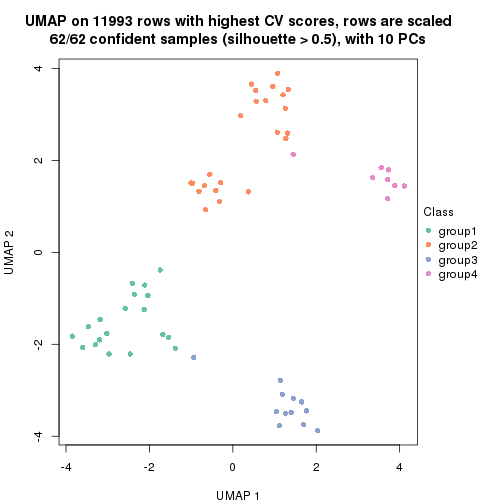 UMAP on 11993 rows with highest CV scores, rows are scaled
62/62 confident samples (silhouette > 0.5), with 10 PCs
4
2
0
-2
-4
UMAP 2
-4
-2
0
2
4
UMAP 1
Class
group1
group2
group3
group4